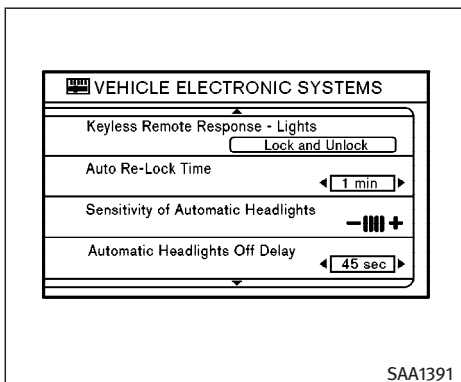 VEHICLE ELECTRONIC SYSTEMS
Keyless Remote Response - Lights
Lock and Unlock
Auto Re-Lock Time
1 min
Sensitivity of Automatic Headlights
Automatic Headlights Off Delay
45 sec
SAA1391